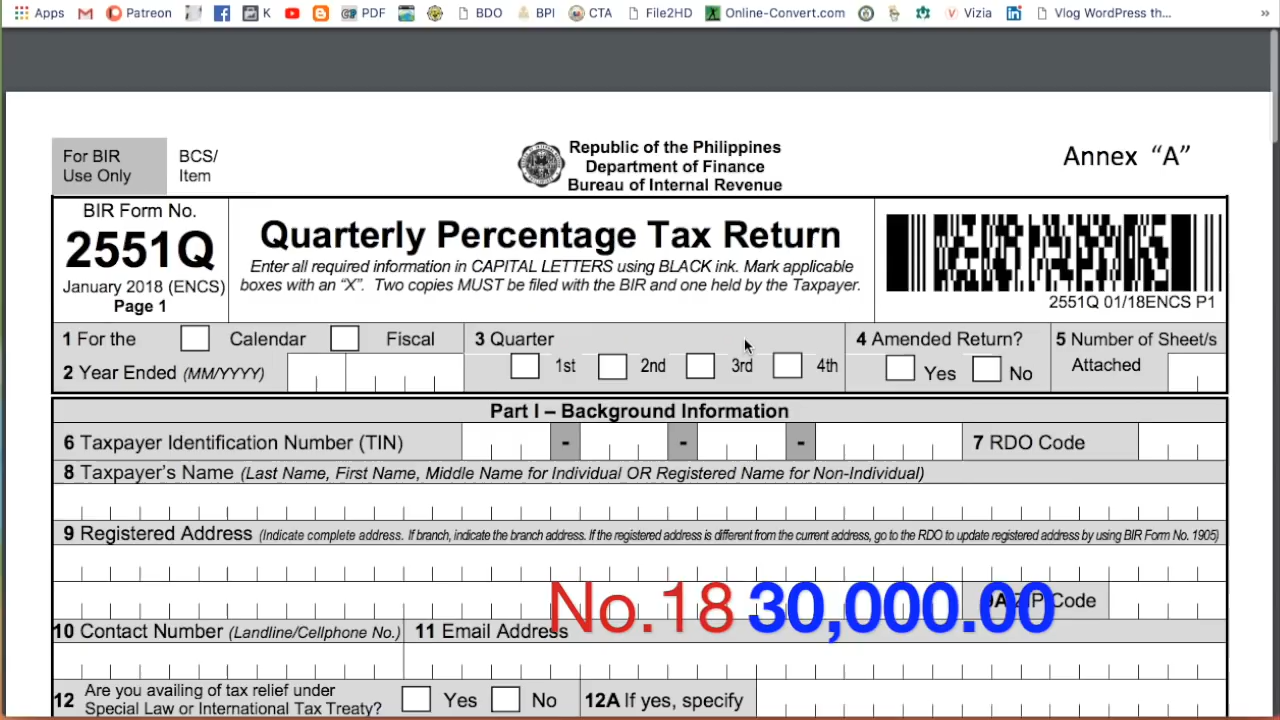 Apps Patreon K PDF BDO BPI CTA File2HD Online-Convert.com Vizia Vlog WordPress th... »
Republic of the Philippines
Department of Finance
Bureau of Internal Revenue
For BIR
Use Only
BCS/
Item
Annex “A”
BIR Form No.
2551Q
January 2018 (ENCS)
Page 1
Quarterly Percentage Tax Return
Enter all required information in CAPITAL LETTERS using BLACK ink. Mark applicable
boxes with an “X”. Two copies MUST be filed with the BIR and one held by the Taxpayer.
2551Q 01/18ENCS P1
1 For the Calendar Fiscal
2 Year Ended (MM/YYYY)
3 Quarter
1st 2nd 3rd 4th
4 Amended Return?
Yes No
5 Number of Sheet/s
Attached
Part I – Background Information
6 Taxpayer Identification Number (TIN) - - - 7 RDO Code
8 Taxpayer’s Name (Last Name, First Name, Middle Name for Individual OR Registered Name for Non-Individual)
9 Registered Address (Indicate complete address. If branch, indicate the branch address. If the registered address is different from the current address, go to the RDO to update registered address by using BIR Form No. 1905)
9A ZIP Code
No.18 30,000.00
10 Contact Number (Landline/Cellphone No.) 11 Email Address
12 Are you availing of tax relief under
Special Law or International Tax Treaty?
Yes No 12A If yes, specify